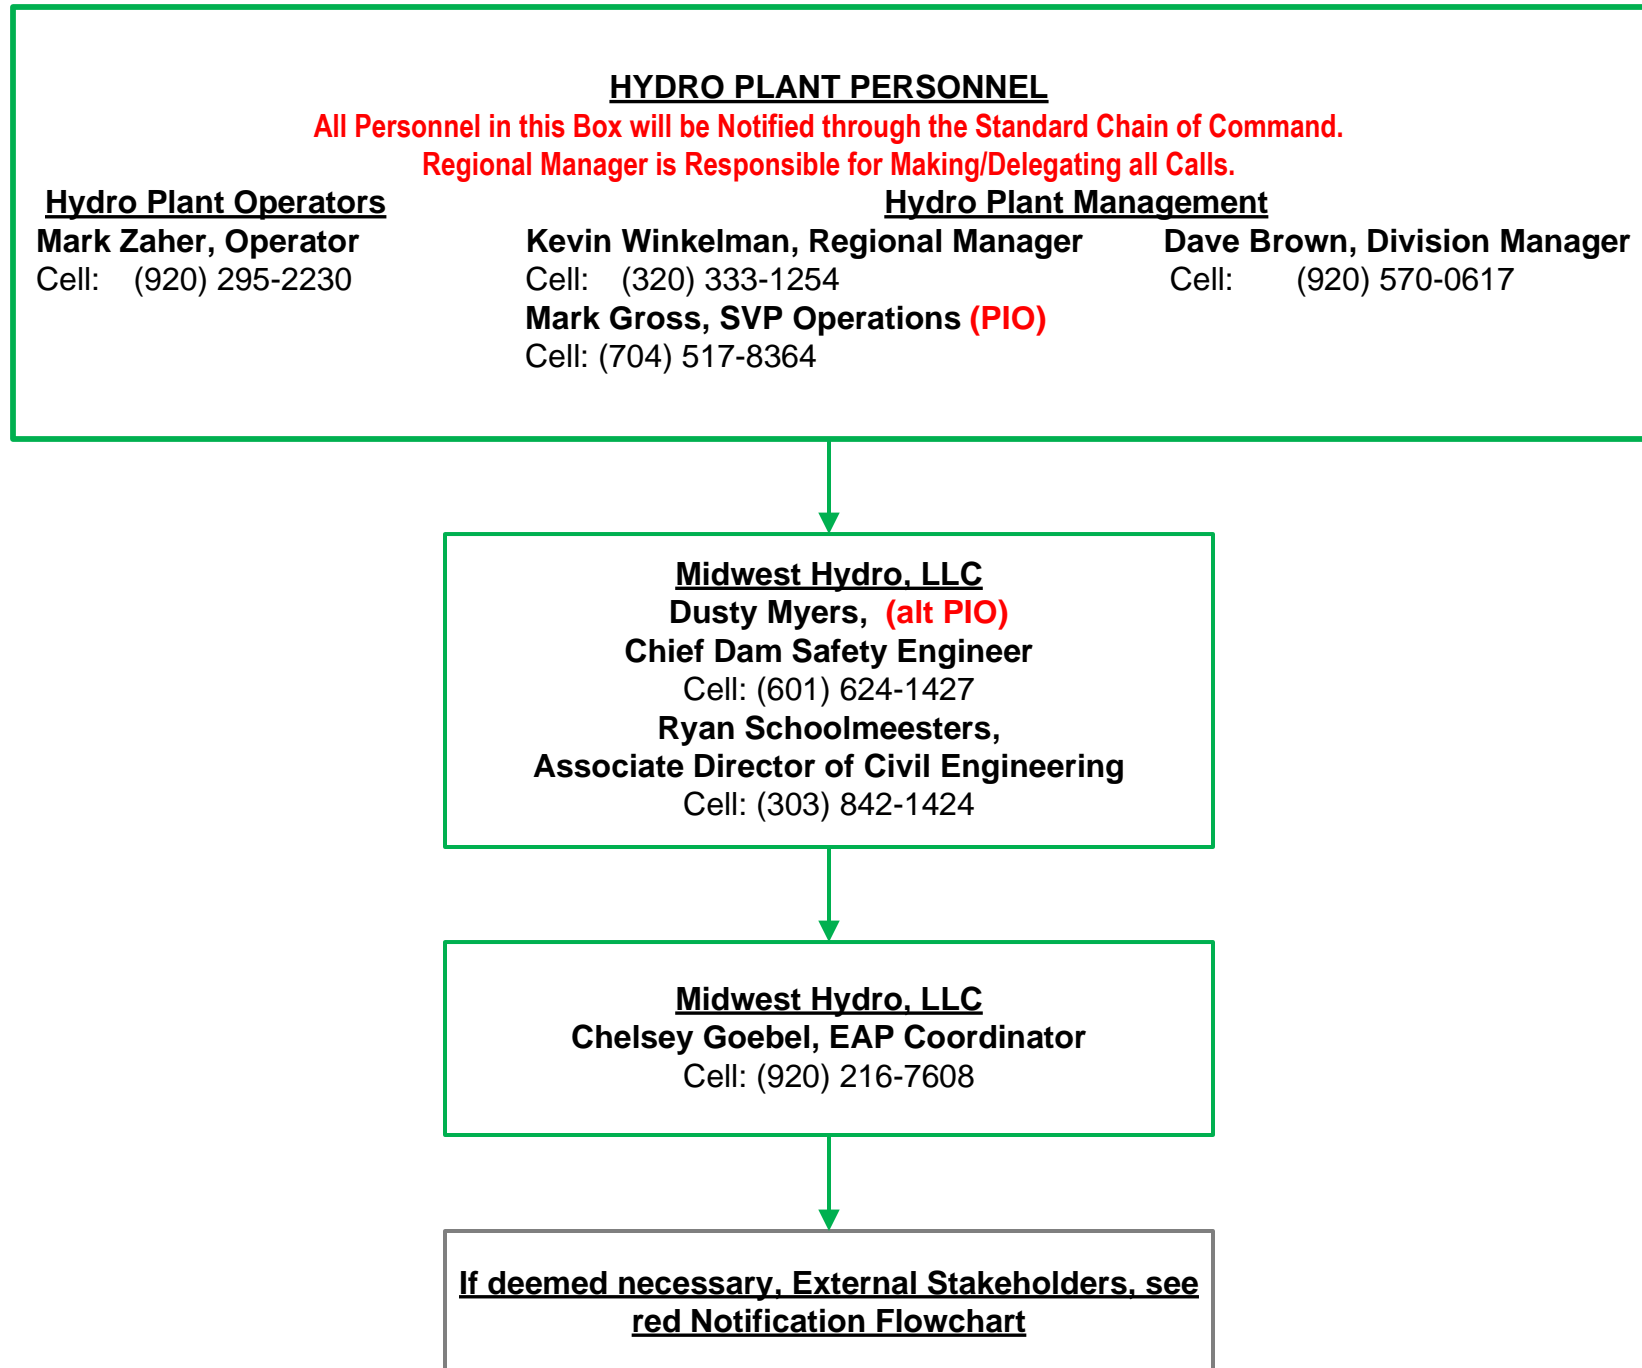 HYDRO PLANT PERSONNEL
All Personnel in this Box will be Notified through the Standard Chain of Command.
Regional Manager is Responsible for Making/Delegating all Calls.
Hydro Plant Operators
Mark Zaher, Operator
Cell: (920) 295-2230
Hydro Plant Management
Kevin Winkelman, Regional Manager
Cell: (320) 333-1254
Mark Gross, SVP Operations (PIO)
Cell: (704) 517-8364
Dave Brown, Division Manager
Cell: (920) 570-0617
Midwest Hydro, LLC
Dusty Myers, (alt PIO)
Chief Dam Safety Engineer
Cell: (601) 624-1427
Ryan Schoolmeesters,
Associate Director of Civil Engineering
Cell: (303) 842-1424
Midwest Hydro, LLC
Chelsey Goebel, EAP Coordinator
Cell: (920) 216-7608
If deemed necessary, External Stakeholders, see
red Notification Flowchart